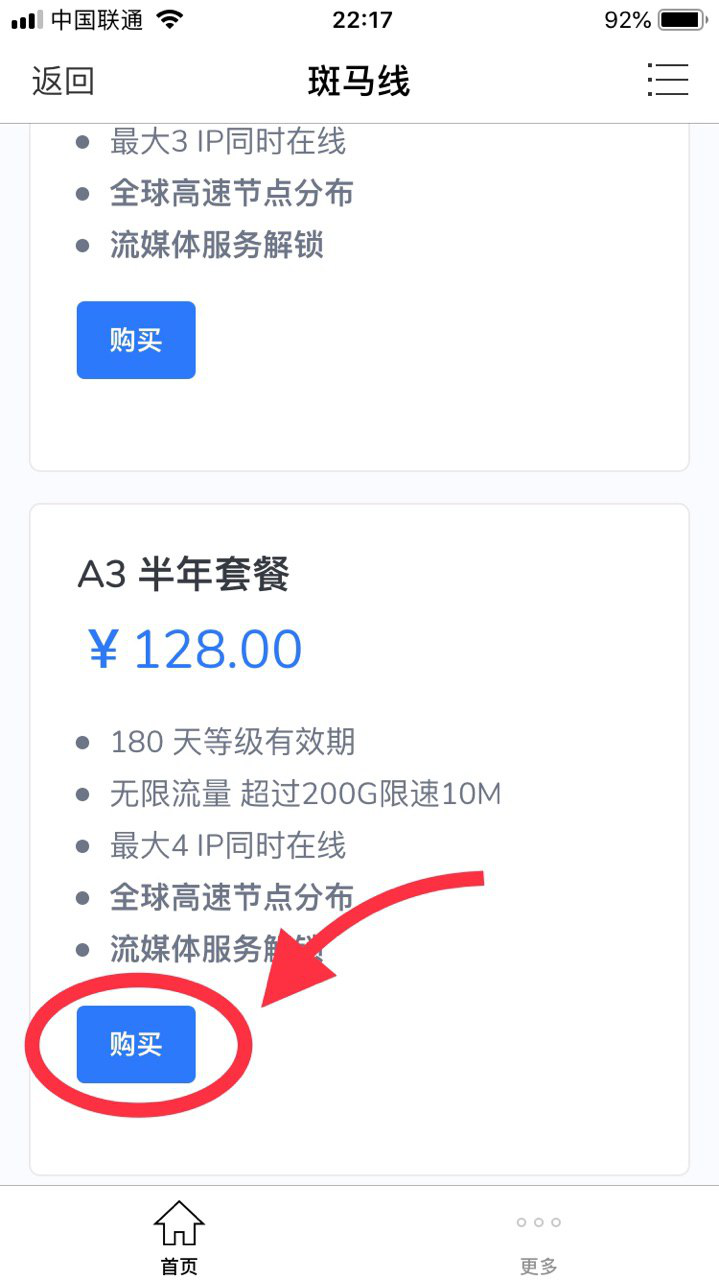 中国联通 22:17 92%
返回 斑马线
最大3 IP同时在线
全球高速节点分布
流媒体服务解锁
购买
A3 半年套餐
¥ 128.00
180 天等级有效期
无限流量 超过200G限速10M
最大4 IP同时在线
全球高速节点分布
流媒体服务解锁
购买
首页 更多